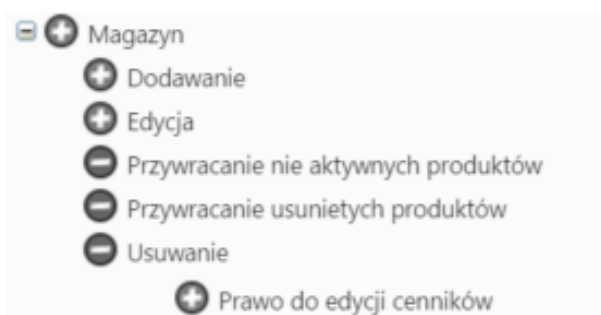 Magazyn
Dodawanie
Edycja
Przywracanie nie aktywnych produktów
Przywracanie usunietych produktów
Usuwanie
Prawo do edycji cenników